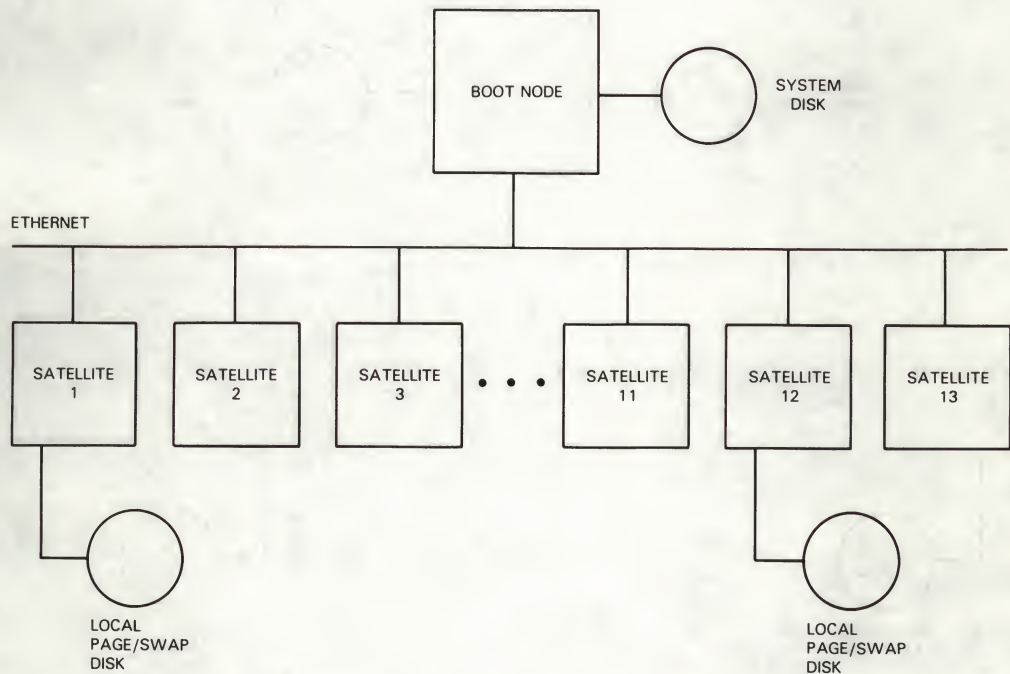 BOOT NODE
SYSTEM
DISK
ETHERNET
SATELLITE
1
SATELLITE
2
SATELLITE
3
• • •
SATELLITE
11
SATELLITE
12
SATELLITE
13
LOCAL
PAGE/SWAP
DISK
LOCAL
PAGE/SWAP
DISK